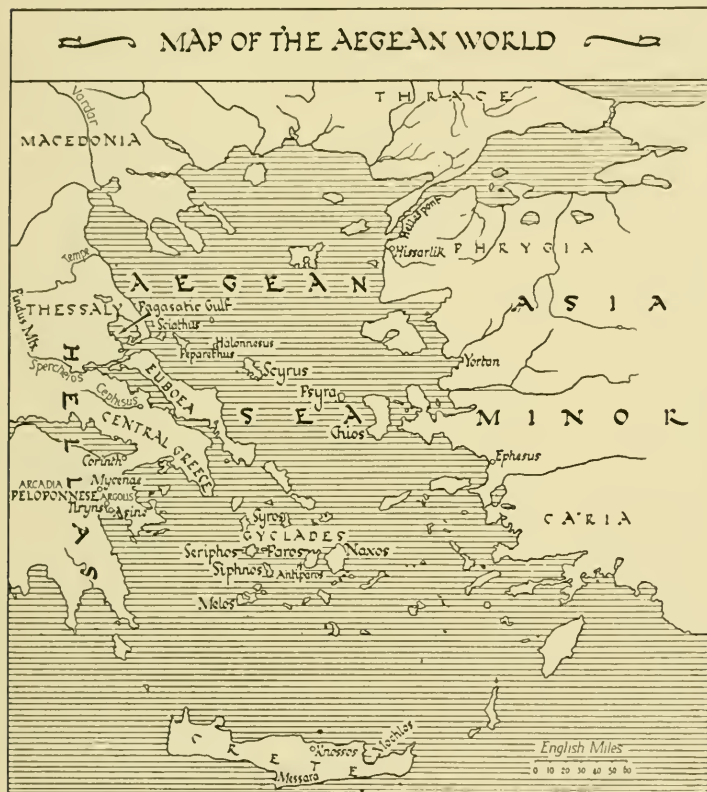 MAP OF THE AEGEAN WORLD
Vardar
THRACE
MACEDONIA
Hellespont
Hissarlik
PHRYGIA
Tempe
AEGEAN
ASIA
THESSALY
Pagasatic Gulf
Pindus Mts.
Sciathus
Halonnesus
Peparethus
Spercheos
Scyrus
Yortan
EUBOEA
Cephisus
Psyra
SEA
MINOR
Chios
CENTRAL GREECE
HELLAS
Corinth
Ephesus
ARCADIA
Mycenae
PELOPONNESE
ARGOLIS
Tiryns
Asine
CARIA
Syros
CYCLADES
Seriphos
Paros
Naxos
Siphnos
Antiparos
Melos
CRETE
Knossos
Mochlos
Messara
English Miles
0 10 20 30 40 50 60